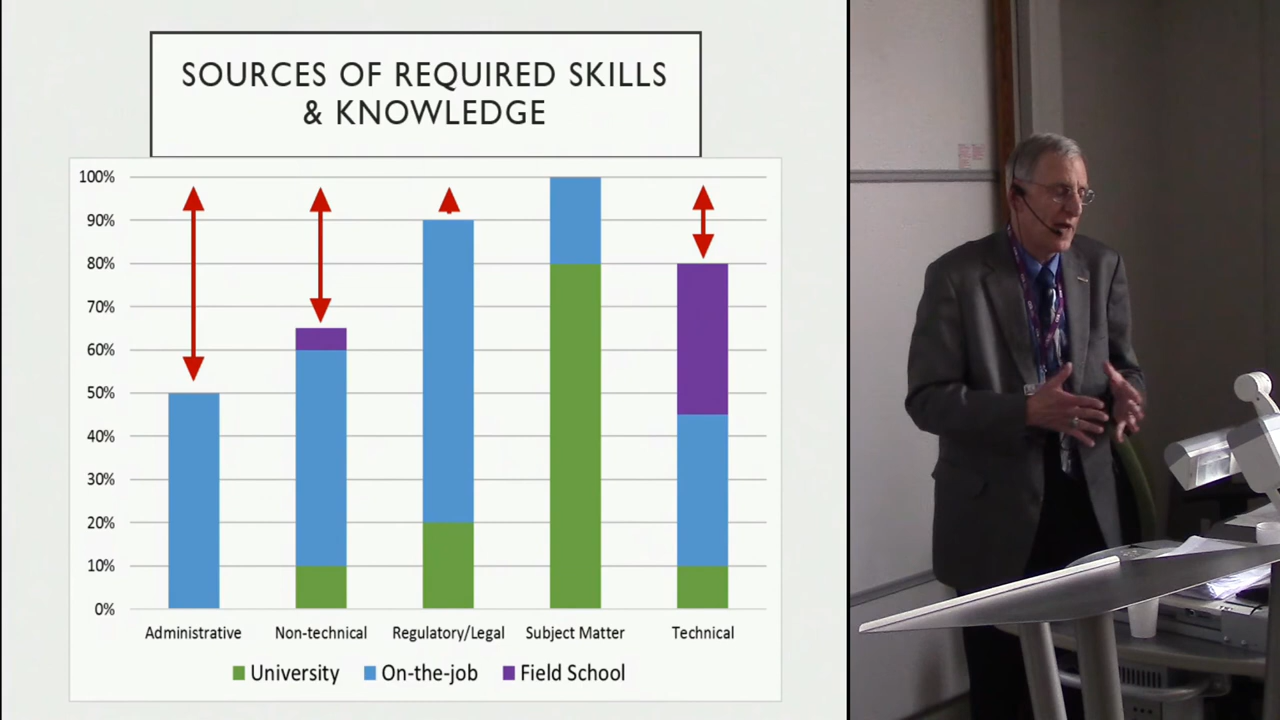 SOURCES OF REQUIRED SKILLS
& KNOWLEDGE
100%
90%
80%
70%
60%
50%
40%
30%
20%
10%
0%
Administrative
Non-technical
Regulatory/Legal
Subject Matter
Technical
University
On-the-job
Field School